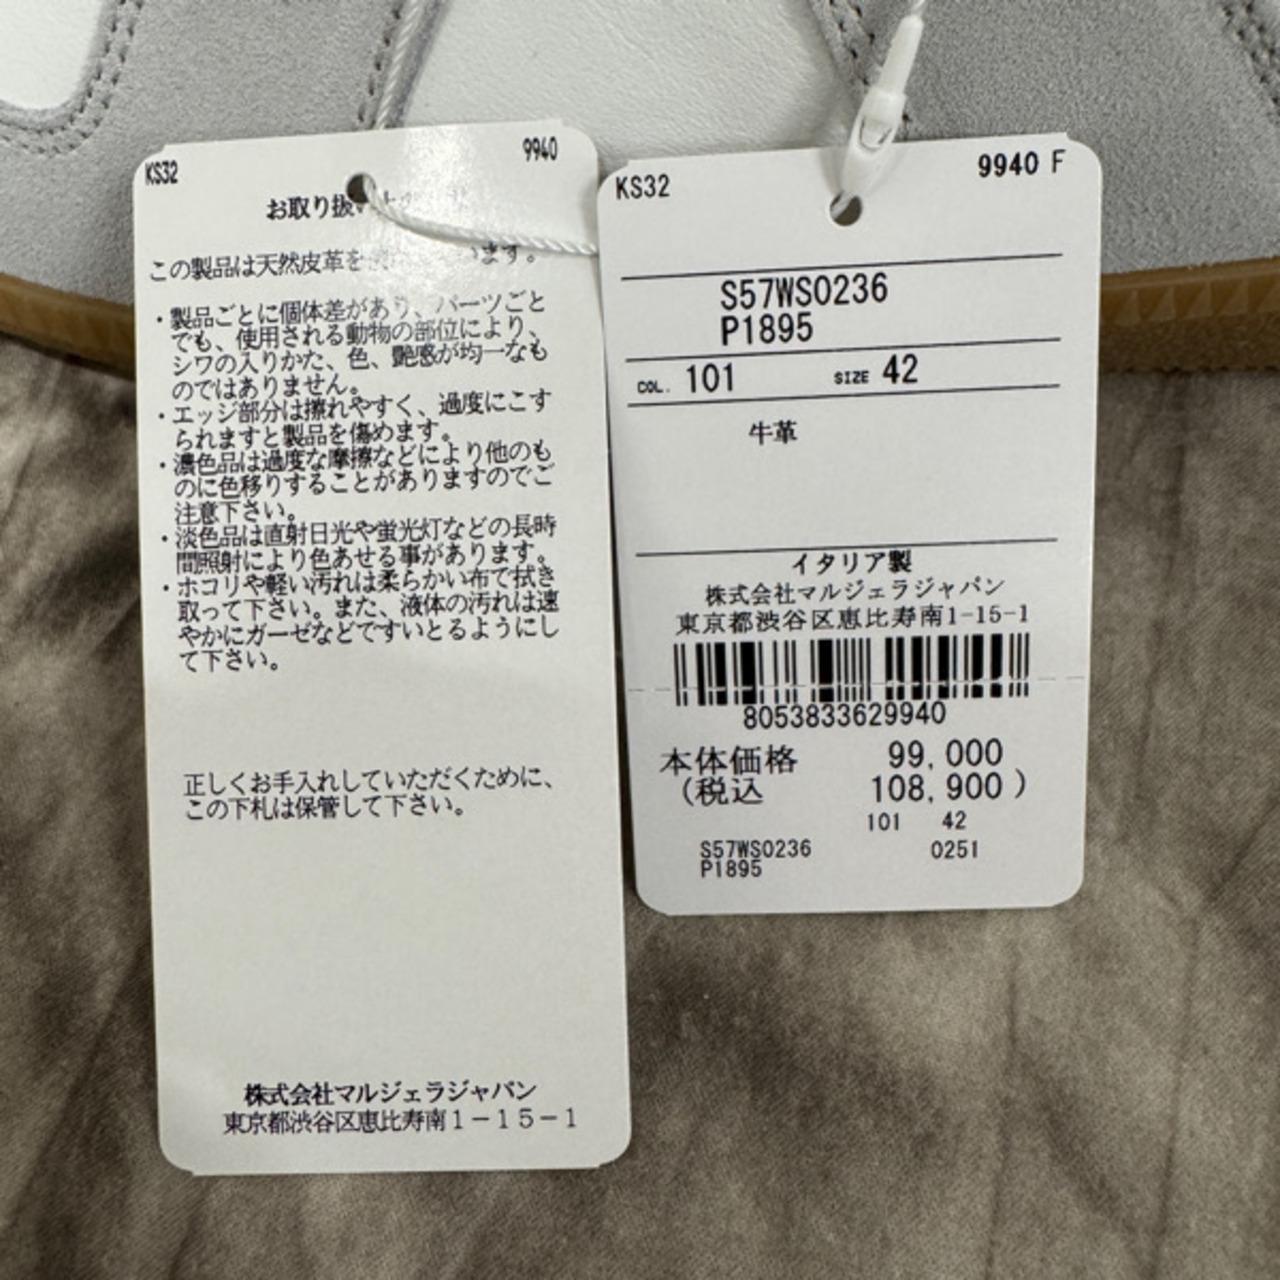 KS32 9940
お取り扱い
この製品は天然皮革を ます。
・製品ごとに個体差があり、パーツごと
でも、使用される動物の部位により、
シワの入りかた、色、艶感が均一なも
のではありません。
・エッジ部分は擦れやすく、過度にこす
られますと製品を傷めます。
・濃色品は過度な摩擦などにより他のも
のに色移りすることがありますのでご
注意下さい。
・淡色品は直射日光や蛍光灯などの長時
間照射により色あせる事があります。
・ホコリや軽い汚れは柔らかい布で拭き
取って下さい。また、液体の汚れは速
やかにガーゼなどですいとるようにし
て下さい。
正しくお手入れしていただくために、
この下札は保管して下さい。
株式会社マルジェラジャパン
東京都渋谷区恵比寿南1-15-1
KS32 9940 F
S57WS0236
P1895
COL. 101 SIZE 42
牛革
イタリア製
株式会社マルジェラジャパン
東京都渋谷区恵比寿南1-15-1
8053833629940
本体価格 99,000
(税込 108,900)
101 42
S57WS0236 0251
P1895